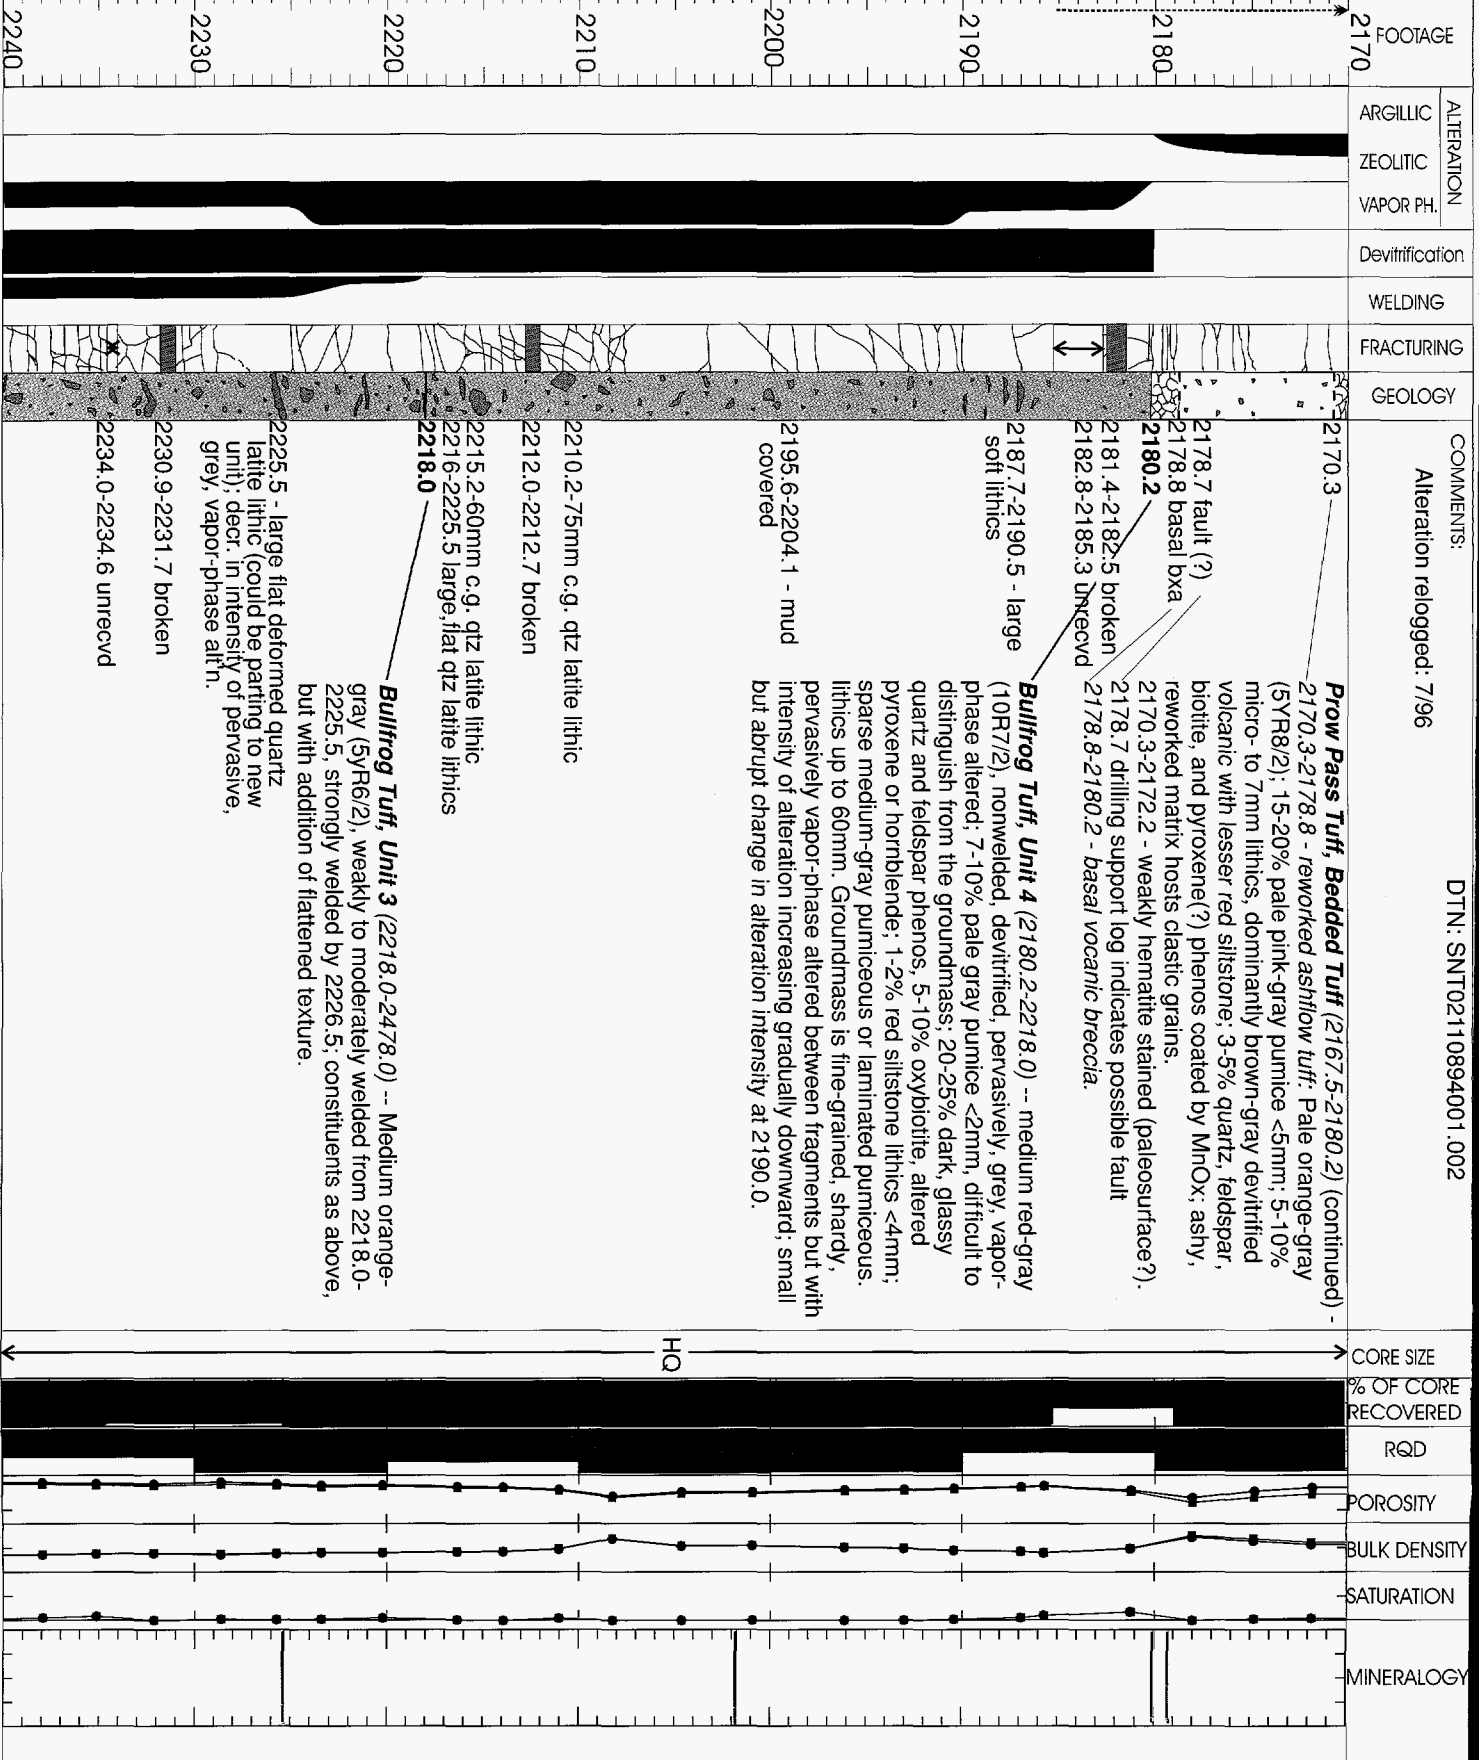 DTN: SNT02110894001.002
COMMENTS:
Alteration relogged: 7/96
FOOTAGE
ALTERATION
ARGILLIC
ZEOLITIC
VAPOR PH.
Devitrification
WELDING
FRACTURING
GEOLOGY
CORE SIZE
% OF CORE
RECOVERED
RQD
POROSITY
BULK DENSITY
SATURATION
MINERALOGY
2170
2180
2190
2200
2210
2220
2230
2240
HQ
2170.3
2178.7 fault (?)
2178.8 basal bxa
2180.2
2181.4-2182.5 broken
2182.8-2185.3 unrecvd
2187.7-2190.5 - large
soft lithics
2195.6-2204.1 - mud
covered
2210.2-75mm c.g. qtz latite lithic
2212.0-2212.7 broken
2215.2-60mm c.g. qtz latite lithic
2216-2225.5 large,flat qtz latite lithics
2218.0
2225.5 - large flat deformed quartz
latite lithic (could be parting to new
unit); decr. in intensity of pervasive,
grey, vapor-phase alt'n.
2230.9-2231.7 broken
2234.0-2234.6 unrecvd
Prow Pass Tuff, Bedded Tuff (2167.5-2180.2) (continued) -
2170.3-2178.8 - reworked ashflow tuff: Pale orange-gray
(5YR8/2); 15-20% pale pink-gray pumice <5mm; 5-10%
micro- to 7mm lithics, dominantly brown-gray devitrified
volcanic with lesser red siltstone; 3-5% quartz, feldspar,
biotite, and pyroxene(?) phenos coated by MnOx; ashy,
reworked matrix hosts clastic grains.
2170.3-2172.2 - weakly hematite stained (paleosurface?).
2178.7 drilling support log indicates possible fault
2178.8-2180.2 - basal vocanic breccia.
Bullfrog Tuff, Unit 4 (2180.2-2218.0) -- medium red-gray
(10R7/2), nonwelded, devitrified, pervasively, grey, vapor-
phase altered; 7-10% pale gray pumice <2mm, difficult to
distinguish from the groundmass; 20-25% dark, glassy
quartz and feldspar phenos, 5-10% oxybiotite, altered
pyroxene or hornblende; 1-2% red siltstone lithics <4mm;
sparse medium-gray pumiceous or laminated pumiceous.
lithics up to 60mm. Groundmass is fine-grained, shardy,
pervasively vapor-phase altered between fragments but with
intensity of alteration increasing gradually downward; small
but abrupt change in alteration intensity at 2190.0.
Bullfrog Tuff, Unit 3 (2218.0-2478.0) -- Medium orange-
gray (5yR6/2), weakly to moderately welded from 2218.0-
2225.5, strongly welded by 2226.5; constituents as above,
but with addition of flattened texture.